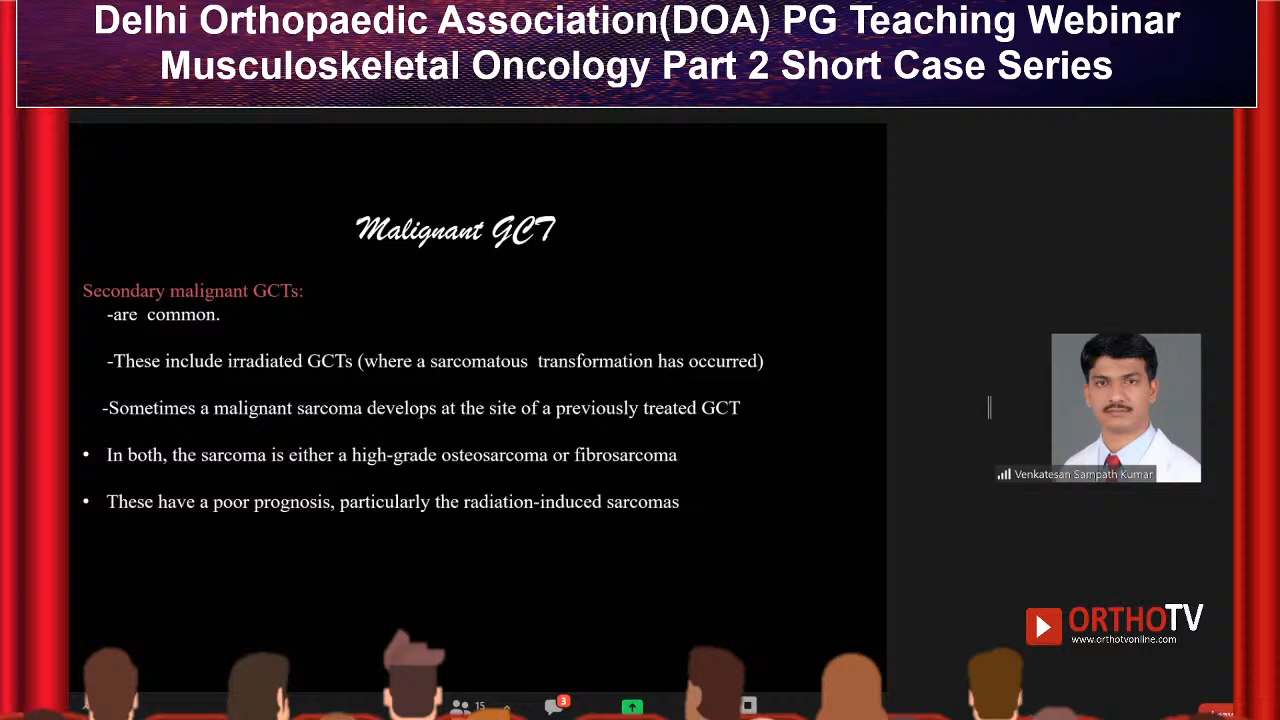 Delhi Orthopaedic Association(DOA) PG Teaching Webinar
Musculoskeletal Oncology Part 2 Short Case Series
Malignant GCT
Secondary malignant GCTs:
-are common.
-These include irradiated GCTs (where a sarcomatous transformation has occurred)
-Sometimes a malignant sarcoma develops at the site of a previously treated GCT
• In both, the sarcoma is either a high-grade osteosarcoma or fibrosarcoma
• These have a poor prognosis, particularly the radiation-induced sarcomas
Venkatesan Sampath Kumar
ORTHOTV
www.orthotvonline.com
15
3